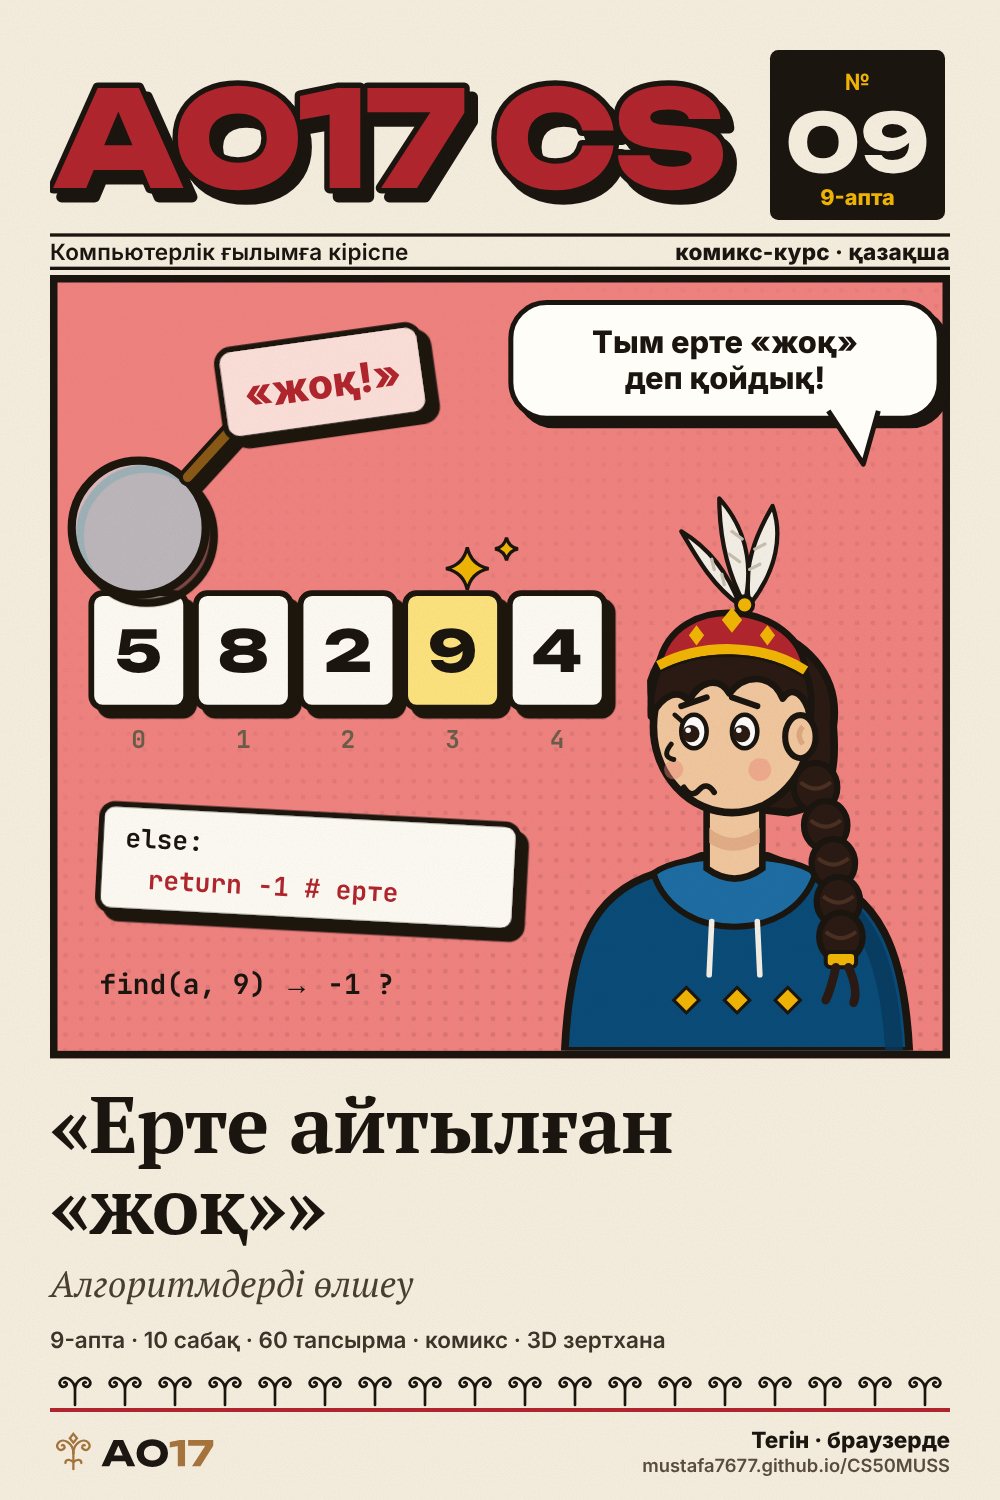 AO17 CS
№
09
9-апта
Компьютерлік ғылымға кіріспе
комикс-курс · қазақша
Тым ерте «жоқ»
деп қойдық!
«жоқ!»
5 8 2 9 4
0 1 2 3 4
else:
return -1 # ерте
find(a, 9) → -1 ?
«Ерте айтылған
«жоқ»»
Алгоритмдерді өлшеу
9-апта · 10 сабақ · 60 тапсырма · комикс · 3D зертхана
AO17
Тегін · браузерде
mustafa7677.github.io/CS50MUSS